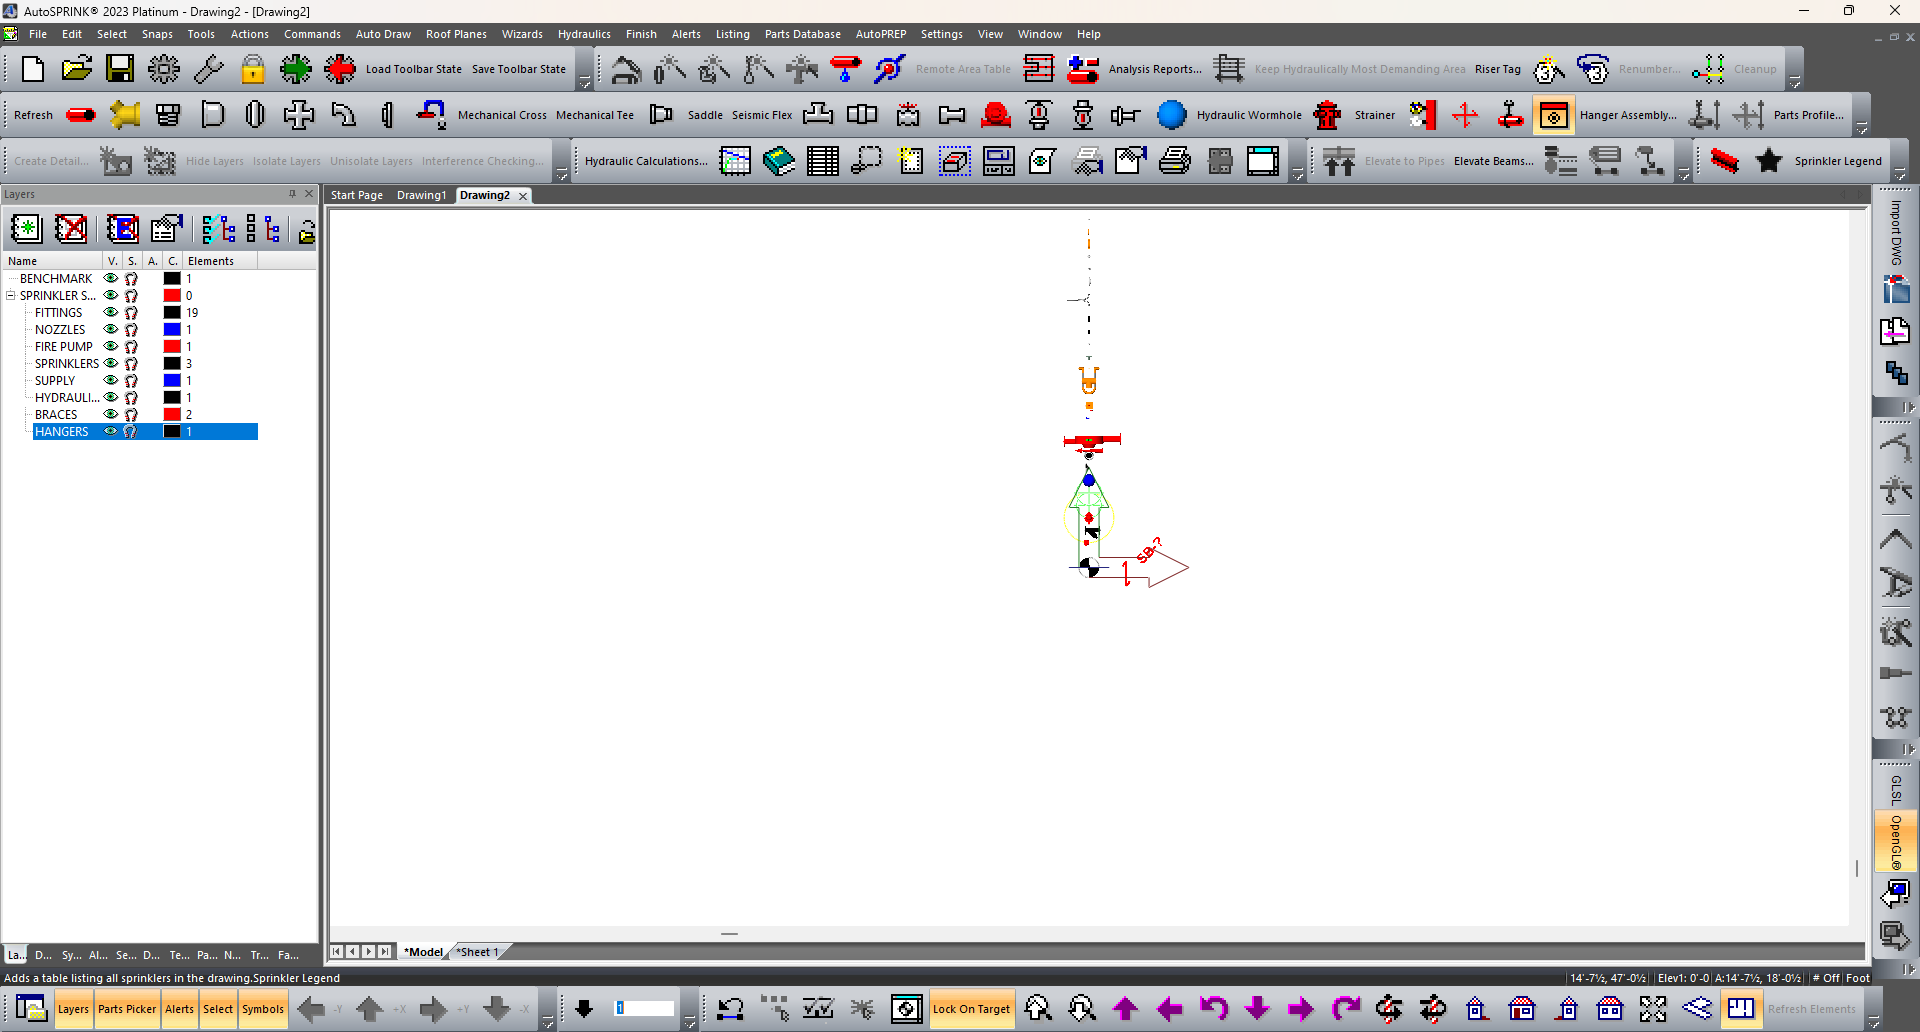 AutoSPRINK® 2023 Platinum - Drawing2 - [Drawing2]
File Edit Select Snaps Tools Actions Commands Auto Draw Roof Planes Wizards Hydraulics Finish Alerts Listing Parts Database AutoPREP Settings View Window Help
Load Toolbar State Save Toolbar State Remote Area Table Analysis Reports... Keep Hydraulically Most Demanding Area Riser Tag Renumber... Cleanup
Refresh Mechanical Cross Mechanical Tee Saddle Seismic Flex Hydraulic Wormhole Strainer Hanger Assembly... Parts Profile...
Create Detail... Hide Layers Isolate Layers Unisolate Layers Interference Checking... Hydraulic Calculations... Elevate to Pipes Elevate Beams... Sprinkler Legend
Layers
Start Page Drawing1 Drawing2
Name V. S. A. C. Elements
BENCHMARK 1
SPRINKLER S... 0
FITTINGS 19
NOZZLES 1
FIRE PUMP 1
SPRINKLERS 3
SUPPLY 1
HYDRAULI... 1
BRACES 2
HANGERS 1
SB-?
1
Import DWG
GLSL
OpenGL®
La... D... Sy... Al... Se... D... Te... Pa... N... Tr... Fa...
*Model *Sheet 1
Adds a table listing all sprinklers in the drawing.Sprinkler Legend
14'-7½, 47'-0½ Elev1: 0'-0 A:14'-7½, 18'-0½ # Off Foot
Layers Parts Picker Alerts Select Symbols -Y +X +Y -X 1 Lock On Target Refresh Elements